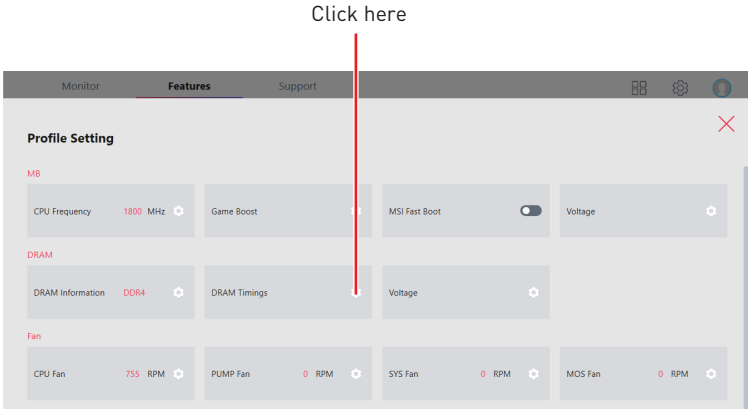 Click here
Monitor Features Support
Profile Setting
MB
CPU Frequency 1800 MHz Game Boost MSI Fast Boot Voltage
DRAM
DRAM Information DDR4 DRAM Timings Voltage
Fan
CPU Fan 755 RPM PUMP Fan 0 RPM SYS Fan 0 RPM MOS Fan 0 RPM